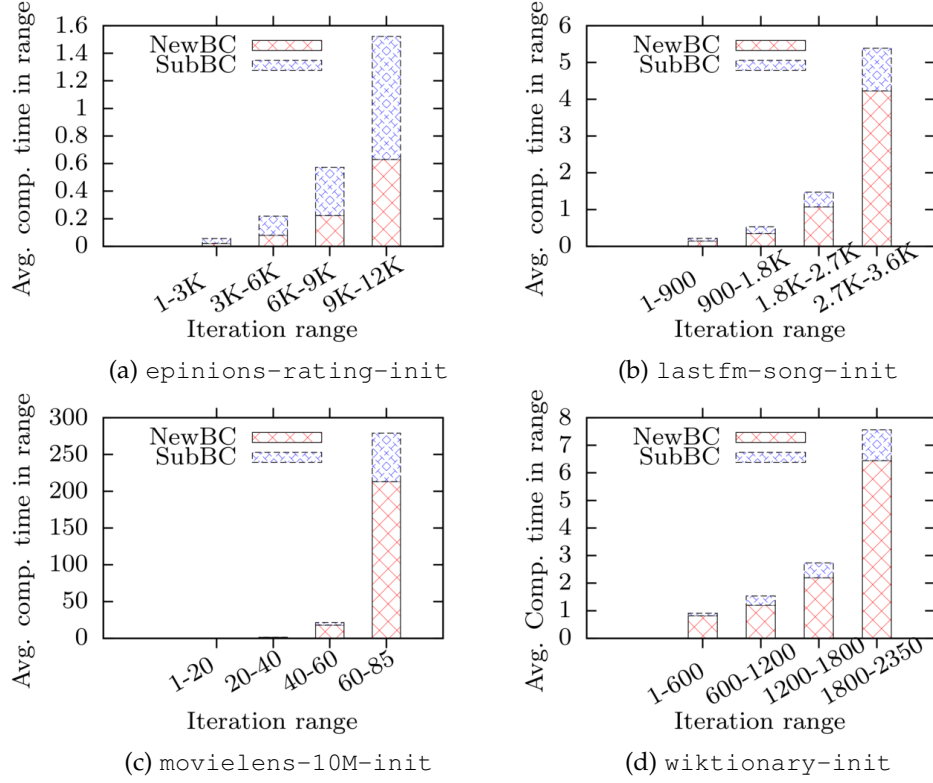 Avg. comp. time in range
1.6
1.4
1.2
1
0.8
0.6
0.4
0.2
0
NewBC
SubBC
1-3K
3K-6K
6K-9K
9K-12K
Iteration range
(a) epinions-rating-init
Avg. comp. time in range
6
5
4
3
2
1
0
NewBC
SubBC
1-900
900-1.8K
1.8K-2.7K
2.7K-3.6K
Iteration range
(b) lastfm-song-init
Avg. comp. time in range
300
250
200
150
100
50
0
NewBC
SubBC
1-20
20-40
40-60
60-85
Iteration range
(c) movielens-10M-init
Avg. Comp. time in range
8
7
6
5
4
3
2
1
0
NewBC
SubBC
1-600
600-1200
1200-1800
1800-2350
Iteration range
(d) wiktionary-init